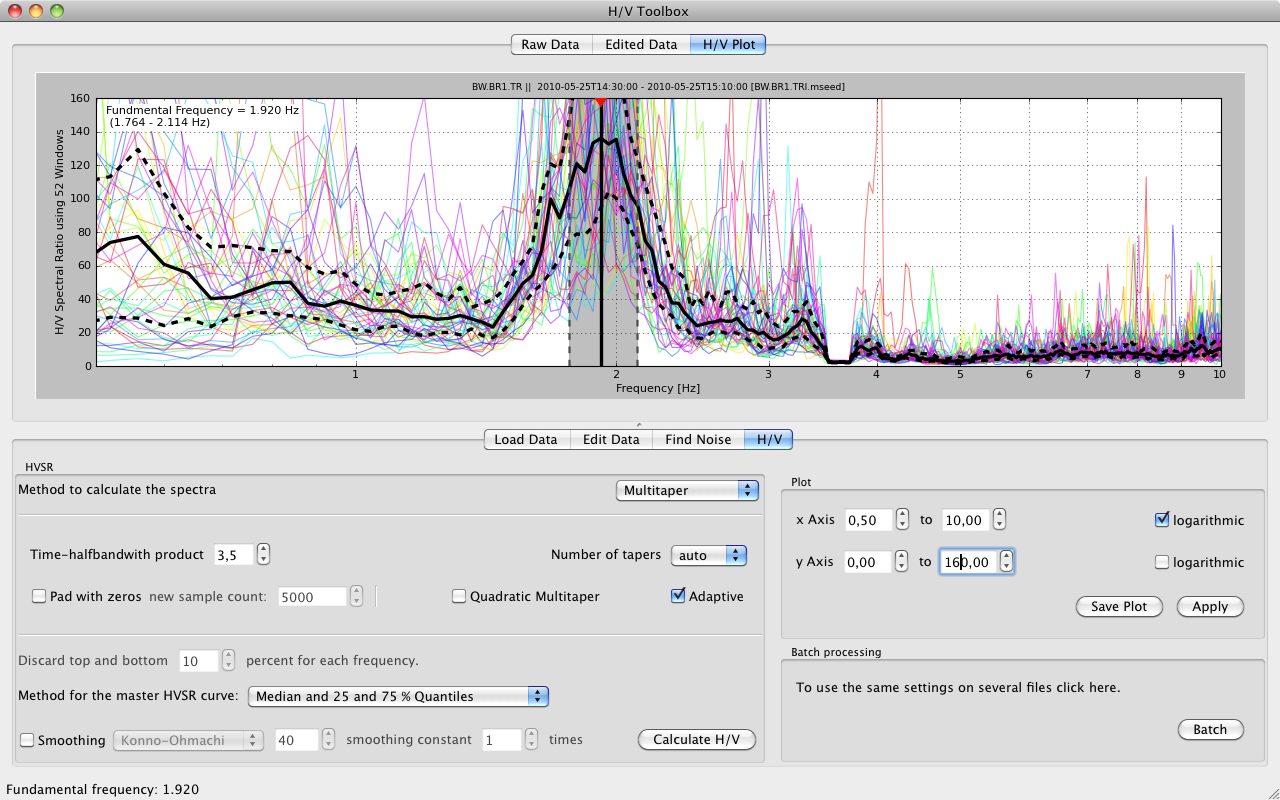 H/V Toolbox
Raw Data Edited Data H/V Plot
BW.BR1.TR || 2010-05-25T14:30:00 - 2010-05-25T15:10:00 [BW.BR1.TRI.mseed]
Fundmental Frequency = 1.920 Hz
(1.764 - 2.114 Hz)
H/V Spectral Ratio using 52 Windows
160
140
120
100
80
60
40
20
0
1 2 3 4 5 6 7 8 9 10
Frequency [Hz]
Load Data Edit Data Find Noise H/V
HVSR
Method to calculate the spectra Multitaper
Time-halfbandwith product 3,5 Number of tapers auto
Pad with zeros new sample count: 5000 Quadratic Multitaper Adaptive
Discard top and bottom 10 percent for each frequency.
Method for the master HVSR curve: Median and 25 and 75 % Quantiles
Smoothing Konno-Ohmachi 40 smoothing constant 1 times Calculate H/V
Plot
x Axis 0,50 to 10,00 logarithmic
y Axis 0,00 to 160,00 logarithmic
Save Plot Apply
Batch processing
To use the same settings on several files click here.
Batch
Fundamental frequency: 1.920